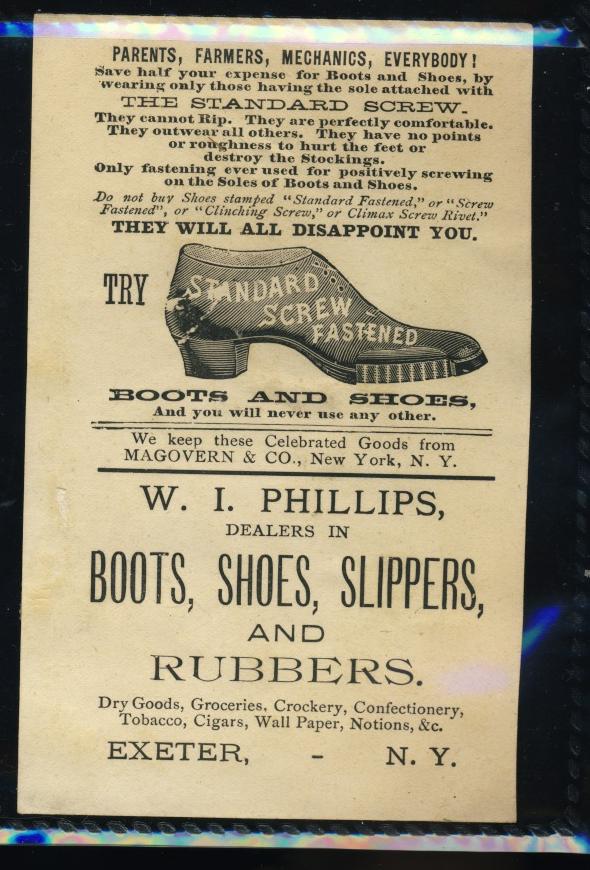 PARENTS, FARMERS, MECHANICS, EVERYBODY!
Save half your expense for Boots and Shoes, by
wearing only those having the sole attached with
THE STANDARD SCREW.
They cannot Rip. They are perfectly comfortable.
They outwear all others. They have no points
or roughness to hurt the feet or
destroy the Stockings.
Only fastening ever used for positively screwing
on the Soles of Boots and Shoes.
Do not buy Shoes stamped "Standard Fastened," or "Screw
Fastened", or "Clinching Screw," or Climax Screw Rivet."
THEY WILL ALL DISAPPOINT YOU.
TRY
STANDARD
SCREW
FASTENED
BOOTS AND SHOES,
And you will never use any other.
We keep these Celebrated Goods from
MAGOVERN & CO., New York, N. Y.
W. I. PHILLIPS,
DEALERS IN
BOOTS, SHOES, SLIPPERS,
AND
RUBBERS.
Dry Goods, Groceries, Crockery, Confectionery,
Tobacco, Cigars, Wall Paper, Notions, &c.
EXETER, - N. Y.